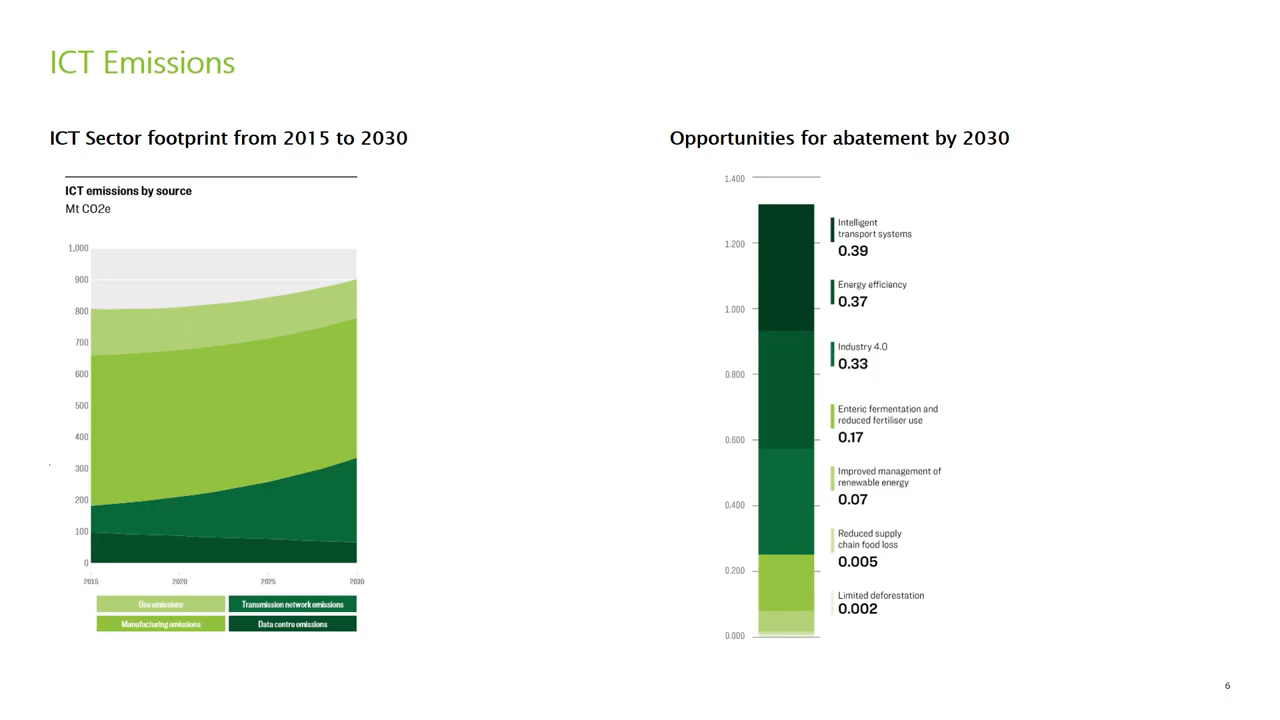 ICT Emissions
ICT Sector footprint from 2015 to 2030
ICT emissions by source
Mt CO2e
1,000
900
800
700
600
500
400
300
200
100
0
2015
2020
2025
2030
Use emissions
Transmission network emissions
Manufacturing emissions
Data centre emissions
Opportunities for abatement by 2030
1.400
1.200
1.000
0.800
0.600
0.400
0.200
0.000
Intelligent
transport systems
0.39
Energy efficiency
0.37
Industry 4.0
0.33
Enteric fermentation and
reduced fertiliser use
0.17
Improved management of
renewable energy
0.07
Reduced supply
chain food loss
0.005
Limited deforestation
0.002
6